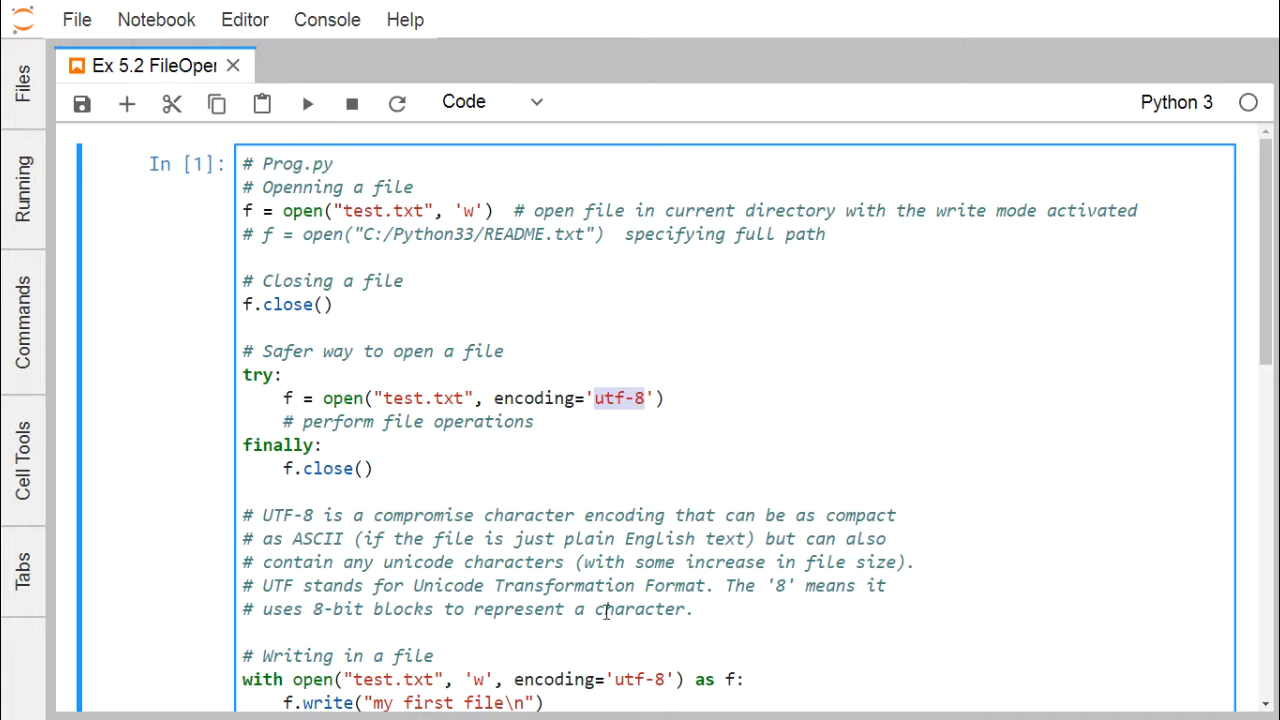 File Notebook Editor Console Help
Ex 5.2 FileOper
Code Python 3
Files
Running
Commands
Cell Tools
Tabs
In [1]:
# Prog.py
# Openning a file
f = open("test.txt", 'w')  # open file in current directory with the write mode activated
# f = open("C:/Python33/README.txt")  specifying full path
# Closing a file
f.close()
# Safer way to open a file
try:
    f = open("test.txt", encoding='utf-8')
    # perform file operations
finally:
    f.close()
# UTF-8 is a compromise character encoding that can be as compact
# as ASCII (if the file is just plain English text) but can also
# contain any unicode characters (with some increase in file size).
# UTF stands for Unicode Transformation Format. The '8' means it
# uses 8-bit blocks to represent a character.
# Writing in a file
with open("test.txt", 'w', encoding='utf-8') as f:
    f.write("my first file\n")